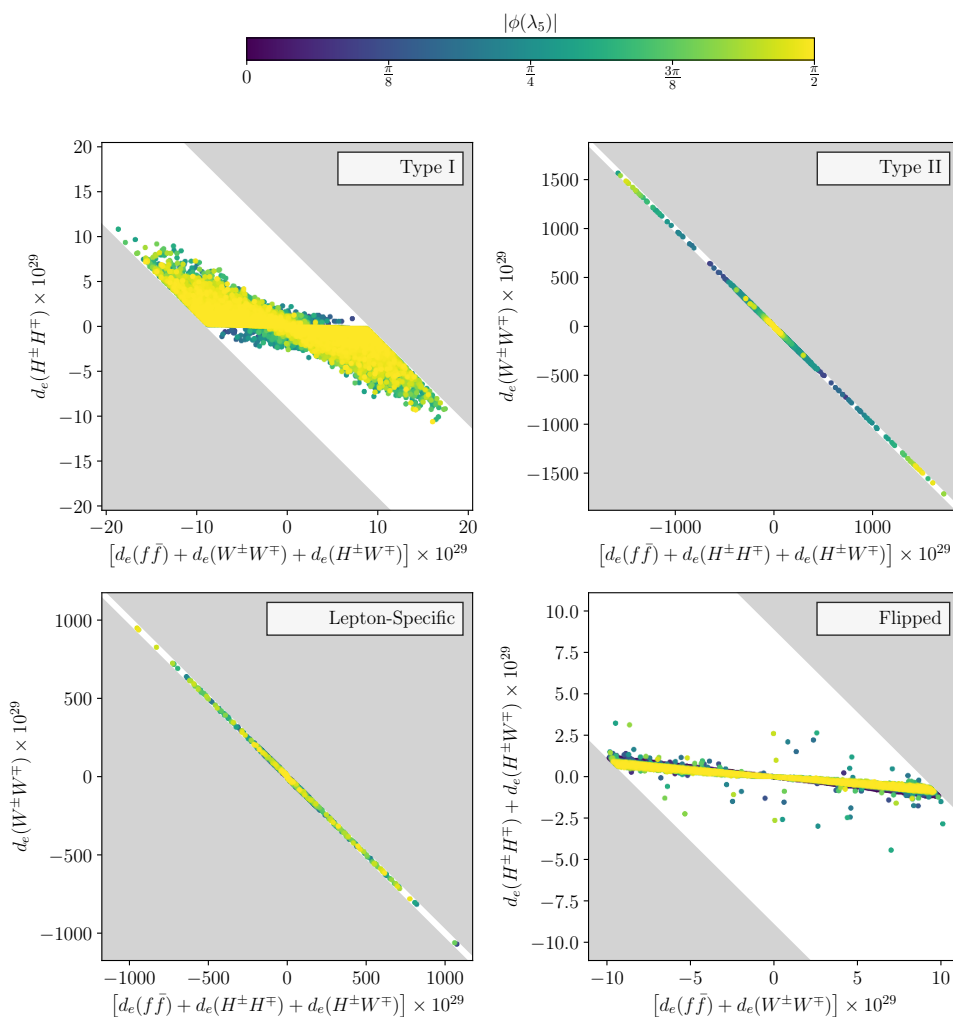 |ϕ(λ₅)|
0 π/8 π/4 3π/8 π/2
Type I
d_e(H^±H^∓) × 10^29
20
15
10
5
0
−5
−10
−15
−20
−20 −10 0 10 20
[d_e(ff̄) + d_e(W^±W^∓) + d_e(H^±W^∓)] × 10^29
Type II
d_e(W^±W^∓) × 10^29
1500
1000
500
0
−500
−1000
−1500
−1000 0 1000
[d_e(ff̄) + d_e(H^±H^∓) + d_e(H^±W^∓)] × 10^29
Lepton-Specific
d_e(W^±W^∓) × 10^29
1000
500
0
−500
−1000
−1000 −500 0 500 1000
[d_e(ff̄) + d_e(H^±H^∓) + d_e(H^±W^∓)] × 10^29
Flipped
d_e(H^±H^∓) + d_e(H^±W^∓) × 10^29
10.0
7.5
5.0
2.5
0.0
−2.5
−5.0
−7.5
−10.0
−10 −5 0 5 10
[d_e(ff̄) + d_e(W^±W^∓)] × 10^29